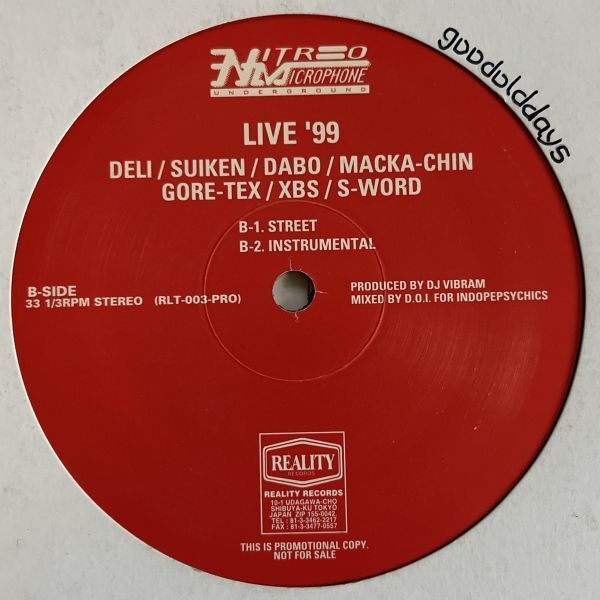 NITRO
MICROPHONE
UNDERGROUND
goodolddays
LIVE '99
DELI / SUIKEN / DABO / MACKA-CHIN
GORE-TEX / XBS / S-WORD
B-1. STREET
B-2. INSTRUMENTAL
B-SIDE
33 1/3RPM STEREO (RLT-003-PRO)
PRODUCED BY DJ VIBRAM
MIXED BY D.O.I. FOR INDOPEPSYCHICS
REALITY
RECORDS
REALITY RECORDS
10-1 UDAGAWA-CHO
SHIBUYA-KU TOKYO
JAPAN ZIP 155-0042
TEL : 81-3-3462-2217
FAX : 81-3-3477-0557
THIS IS PROMOTIONAL COPY.
NOT FOR SALE